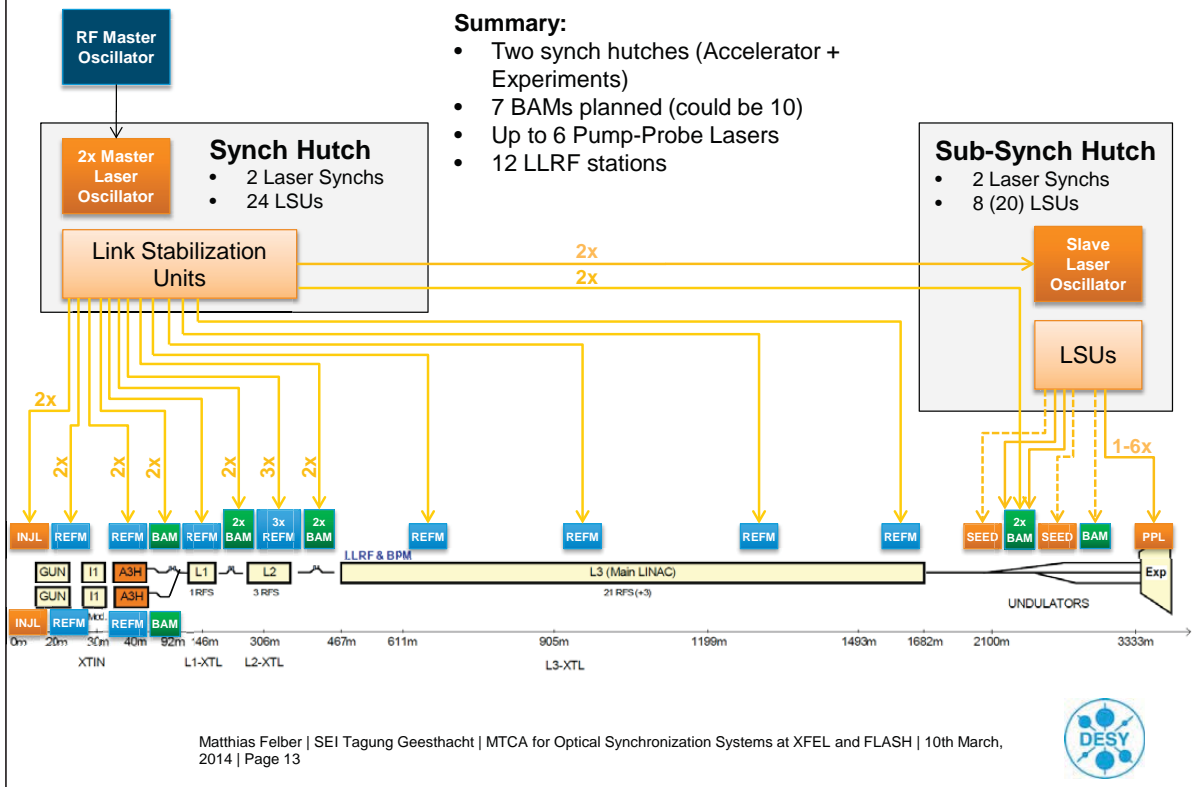 RF Master
Oscillator
Summary:
• Two synch hutches (Accelerator +
Experiments)
• 7 BAMs planned (could be 10)
• Up to 6 Pump-Probe Lasers
• 12 LLRF stations
2x Master
Laser
Oscillator
Synch Hutch
• 2 Laser Synchs
• 24 LSUs
Sub-Synch Hutch
• 2 Laser Synchs
• 8 (20) LSUs
Link Stabilization
Units
2x
2x
Slave
Laser
Oscillator
LSUs
2x
2x
2x
2x
2x
3x
2x
1-6x
INJL
REFM
REFM
BAM
REFM
2x
BAM
3x
REFM
2x
BAM
REFM
REFM
REFM
REFM
SEED
2x
BAM
SEED
BAM
PPL
LLRF & BPM
GUN
I1
A3H
L1
L2
L3 (Main LINAC)
Exp
1 RFS
3 RFS
21 RFS (+3)
GUN
I1
A3H
UNDULATORS
Mod.
INJL
REFM
REFM
BAM
0m
20m
30m
40m
92m
146m
306m
467m
611m
905m
1199m
1493m
1682m
2100m
3333m
XTIN
L1-XTL
L2-XTL
L3-XTL
Matthias Felber | SEI Tagung Geesthacht | MTCA for Optical Synchronization Systems at XFEL and FLASH | 10th March,
2014 | Page 13
DESY